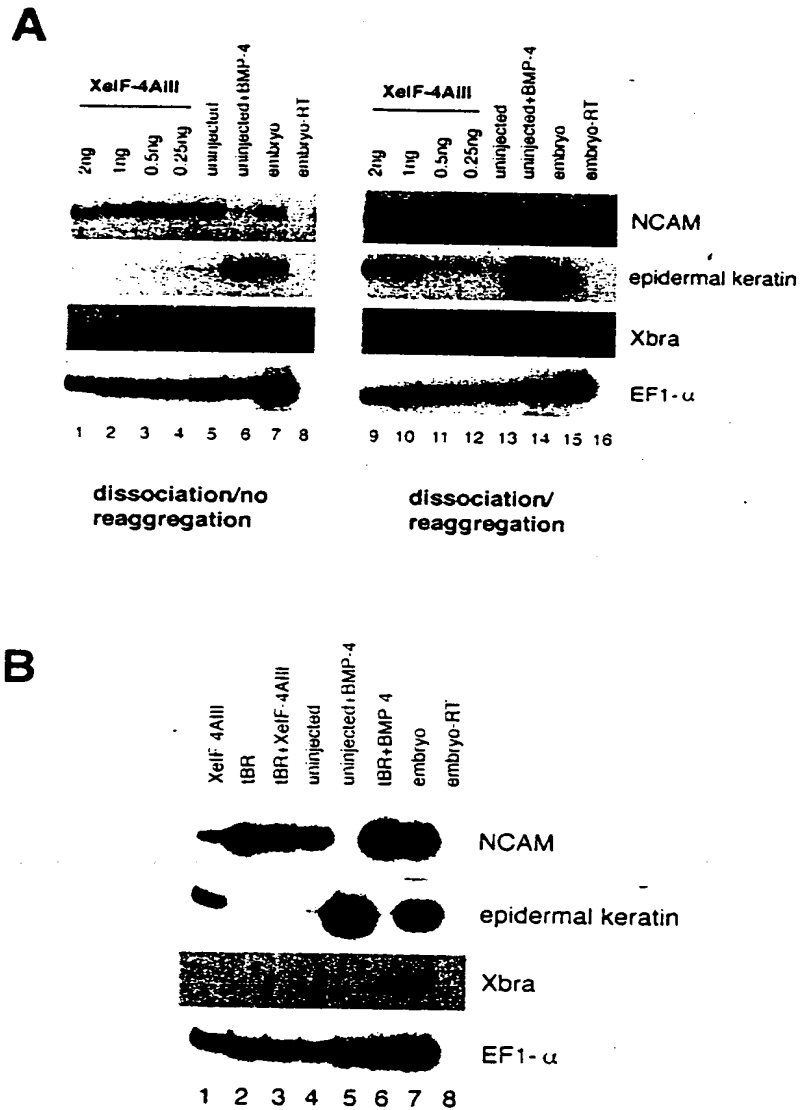 A
XeIF-4AIII
2ng 1ng 0.5ng 0.25ng uninjected uninjected+BMP-4 embryo embryo-RT
XeIF-4AIII
2ng 1ng 0.5ng 0.25ng uninjected uninjected+BMP-4 embryo embryo-RT
NCAM
epidermal keratin
Xbra
EF1-α
1 2 3 4 5 6 7 8
9 10 11 12 13 14 15 16
dissociation/no
reaggregation
dissociation/
reaggregation
B
XeIF-4AIII tBR tBR+XeIF-4AIII uninjected uninjected+BMP-4 tBR+BMP 4 embryo embryo-RT
NCAM
epidermal keratin
Xbra
EF1-α
1 2 3 4 5 6 7 8